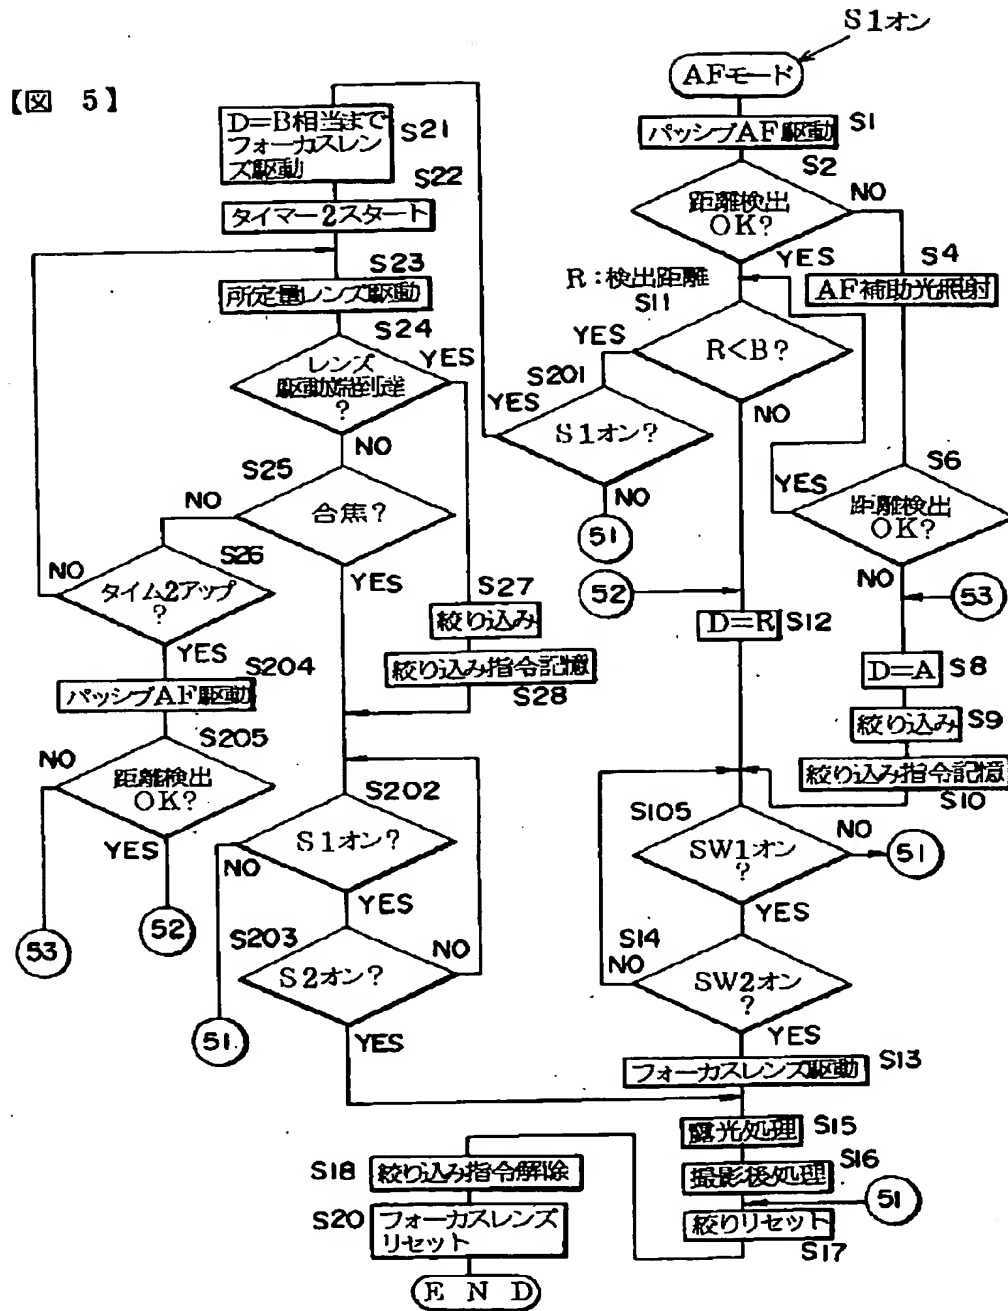 【図 5】
S1オン
AFモード
パッシブAF駆動
S1
S2
距離検出
OK?
NO
YES
S4
AF補助光照射
R:検出距離
S11
R<B?
YES
NO
S201
S1オン?
YES
NO
51
S6
距離検出
OK?
YES
NO
53
52
D=R
S12
D=A
S8
絞り込み
S9
絞り込み指令記憶
S10
S105
SW1オン
?
NO
51
YES
S14
SW2オン
?
NO
YES
フォーカスレンズ駆動
S13
露光処理
S15
S16
撮影後処理
51
絞りリセット
S17
D=B相当まで
フォーカスレン
ズ駆動
S21
S22
タイマー2スタート
S23
所定量レンズ駆動
S24
レンズ
駆動端到達
?
YES
NO
S25
合焦?
NO
YES
S26
タイム2アップ
?
NO
YES
S27
絞り込み
絞り込み指令記憶
S28
S204
パッシブAF駆動
S205
距離検出
OK?
NO
YES
53
52
S202
S1オン?
NO
YES
S203
S2オン?
NO
YES
51
S18
絞り込み指令解除
S20
フォーカスレンズ
リセット
END